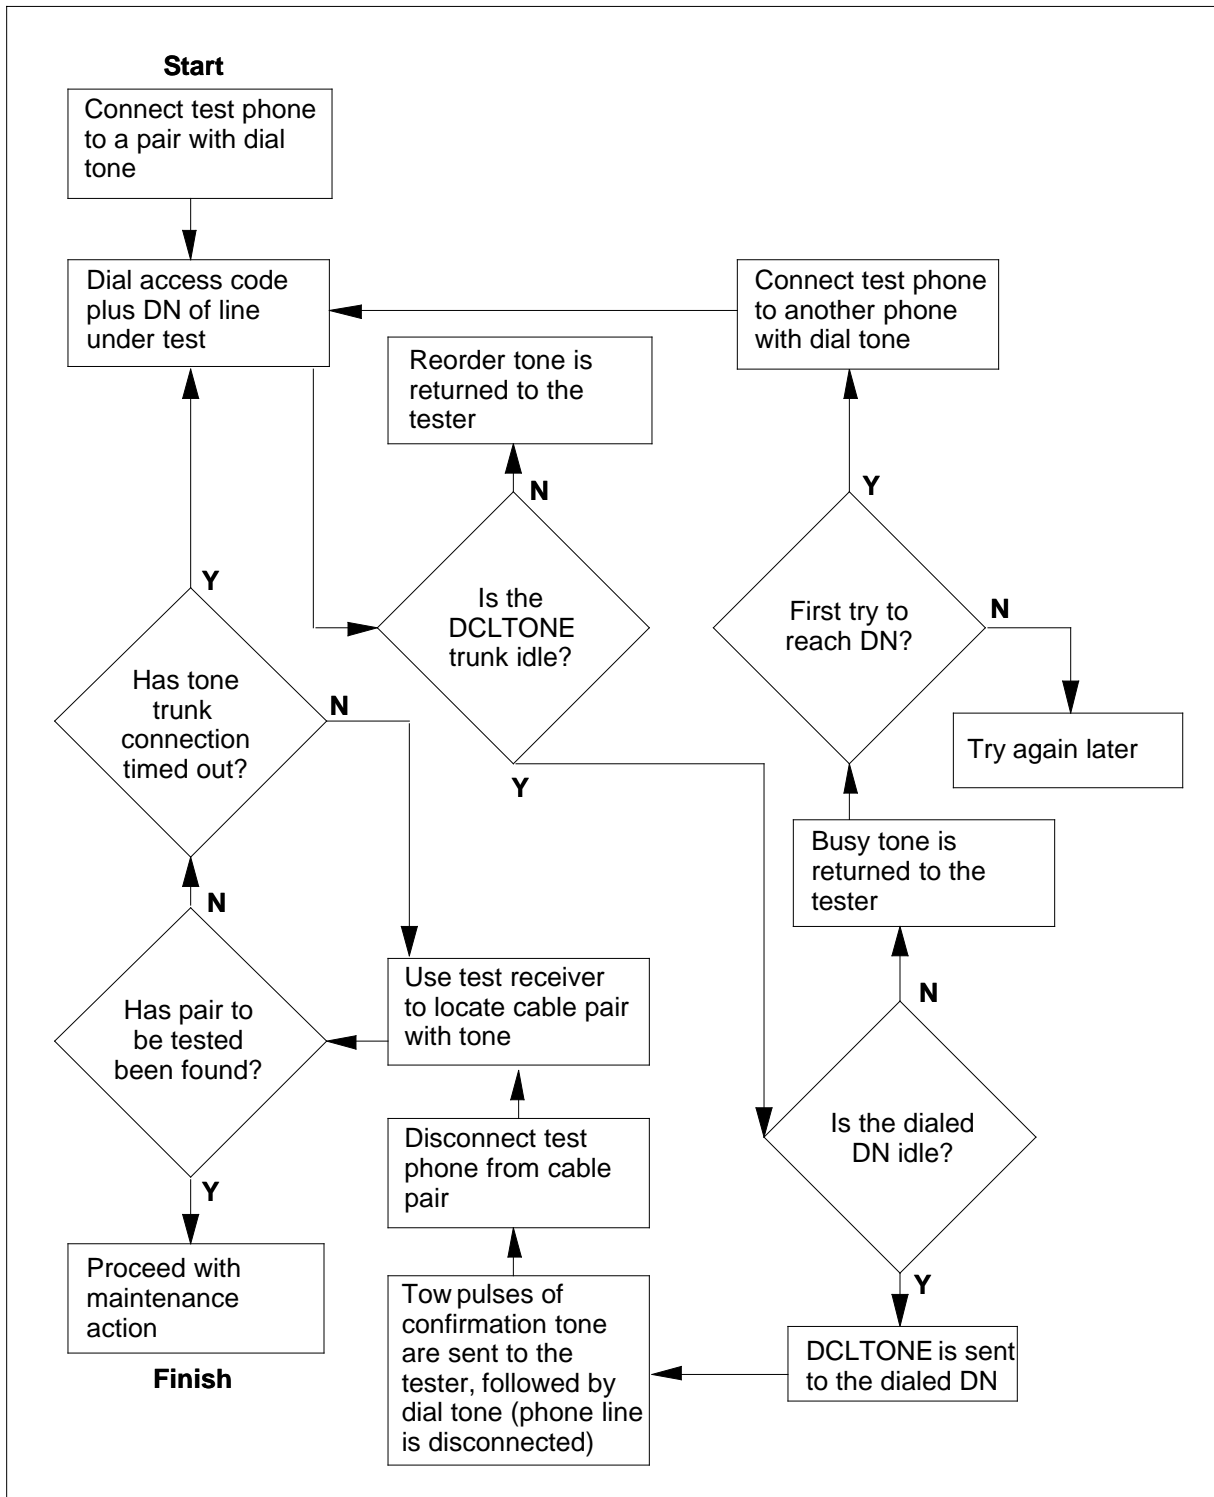 Start
Connect test phone
to a pair with dial
tone
Dial access code
plus DN of line
under test
Connect test phone
to another phone
with dial tone
Reorder tone is
returned to the
tester
N
Y
Is the
DCLTONE
trunk idle?
Y
First try to
reach DN?
N
Try again later
Y
Has tone
trunk
connection
timed out?
N
Busy tone is
returned to the
tester
N
Has pair to
be tested
been found?
Y
Use test receiver
to locate cable pair
with tone
N
Is the dialed
DN idle?
Y
Disconnect test
phone from cable
pair
Proceed with
maintenance
action
Finish
Tow pulses of
confirmation tone
are sent to the
tester, followed by
dial tone (phone line
is disconnected)
DCLTONE is sent
to the dialed DN